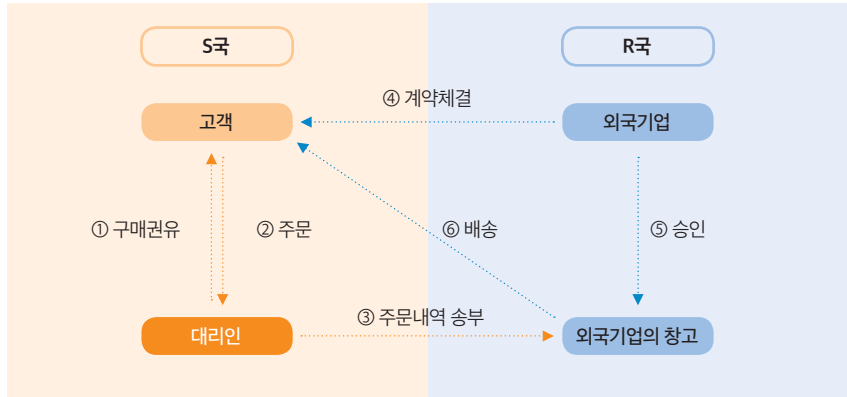 S국
R국
④ 계약체결
고객
외국기업
① 구매권유
② 주문
⑥ 배송
⑤ 승인
③ 주문내역 송부
대리인
외국기업의 창고